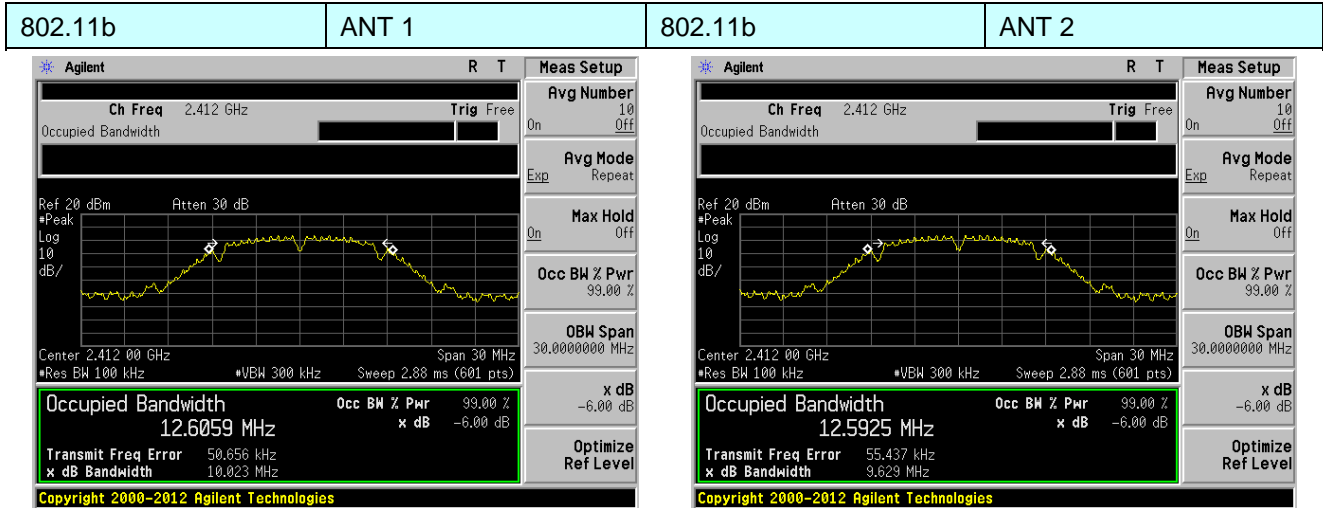 802.11b ANT 1 802.11b ANT 2
Agilent R T Meas Setup
Ch Freq 2.412 GHz Trig Free
Occupied Bandwidth
Avg Number
10
On Off
Avg Mode
Exp Repeat
Ref 20 dBm Atten 30 dB
#Peak
Log
10
dB/
Max Hold
On Off
Occ BW % Pwr
99.00 %
OBW Span
30.0000000 MHz
Center 2.412 00 GHz Span 30 MHz
#Res BW 100 kHz #VBW 300 kHz Sweep 2.88 ms (601 pts)
Occupied Bandwidth Occ BW % Pwr 99.00 %
12.6059 MHz x dB -6.00 dB
Transmit Freq Error 50.656 kHz
x dB Bandwidth 10.023 MHz
x dB
-6.00 dB
Optimize
Ref Level
Copyright 2000-2012 Agilent Technologies
Agilent R T Meas Setup
Ch Freq 2.412 GHz Trig Free
Occupied Bandwidth
Avg Number
10
On Off
Avg Mode
Exp Repeat
Ref 20 dBm Atten 30 dB
#Peak
Log
10
dB/
Max Hold
On Off
Occ BW % Pwr
99.00 %
OBW Span
30.0000000 MHz
Center 2.412 00 GHz Span 30 MHz
#Res BW 100 kHz #VBW 300 kHz Sweep 2.88 ms (601 pts)
Occupied Bandwidth Occ BW % Pwr 99.00 %
12.5925 MHz x dB -6.00 dB
Transmit Freq Error 55.437 kHz
x dB Bandwidth 9.629 MHz
x dB
-6.00 dB
Optimize
Ref Level
Copyright 2000-2012 Agilent Technologies